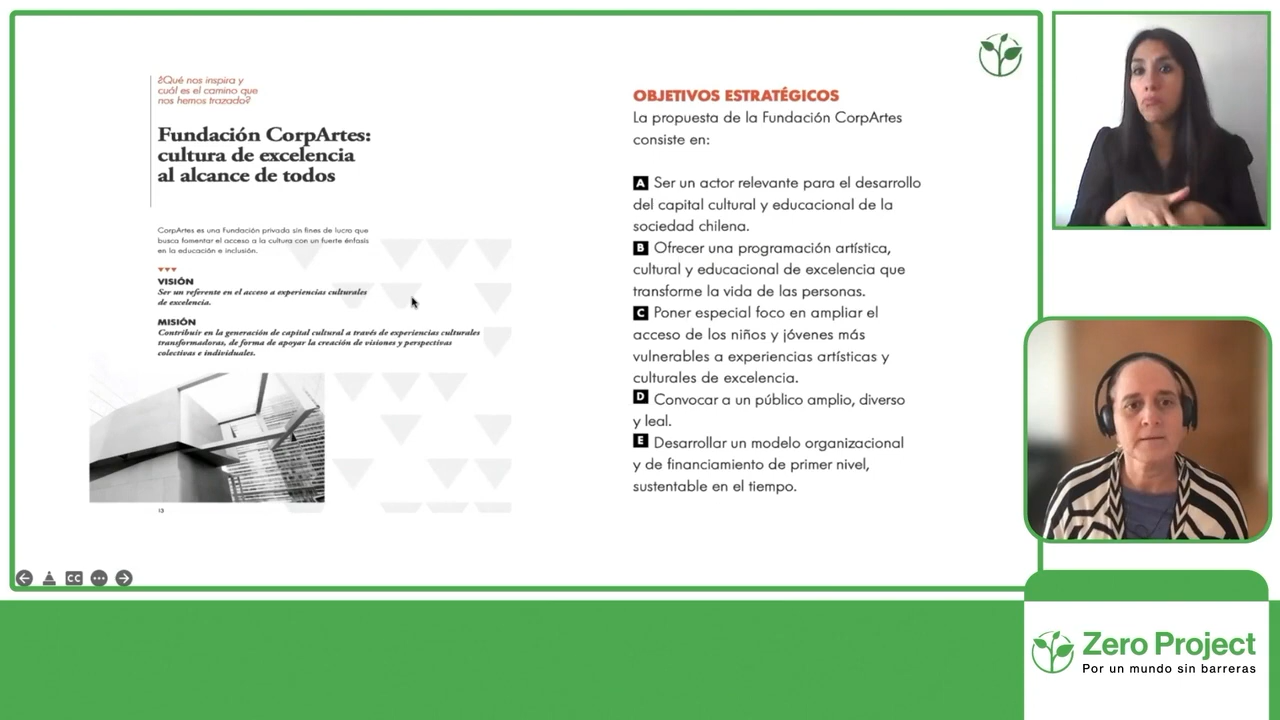 ¿Qué nos inspira y
cuál es el camino que
nos hemos trazado?
Fundación CorpArtes:
cultura de excelencia
al alcance de todos
CorpArtes es una Fundación privada sin fines de lucro que
busca fomentar el acceso a la cultura con un fuerte énfasis
en la educación e inclusión.
VISIÓN
Ser un referente en el acceso a experiencias culturales
de excelencia.
MISIÓN
Contribuir en la generación de capital cultural a través de experiencias culturales
transformadoras, de forma de apoyar la creación de visiones y perspectivas
colectivas e individuales.
13
OBJETIVOS ESTRATÉGICOS
La propuesta de la Fundación CorpArtes
consiste en:
A Ser un actor relevante para el desarrollo
del capital cultural y educacional de la
sociedad chilena.
B Ofrecer una programación artística,
cultural y educacional de excelencia que
transforme la vida de las personas.
C Poner especial foco en ampliar el
acceso de los niños y jóvenes más
vulnerables a experiencias artísticas y
culturales de excelencia.
D Convocar a un público amplio, diverso
y leal.
E Desarrollar un modelo organizacional
y de financiamiento de primer nivel,
sustentable en el tiempo.
CC
Zero Project
Por un mundo sin barreras